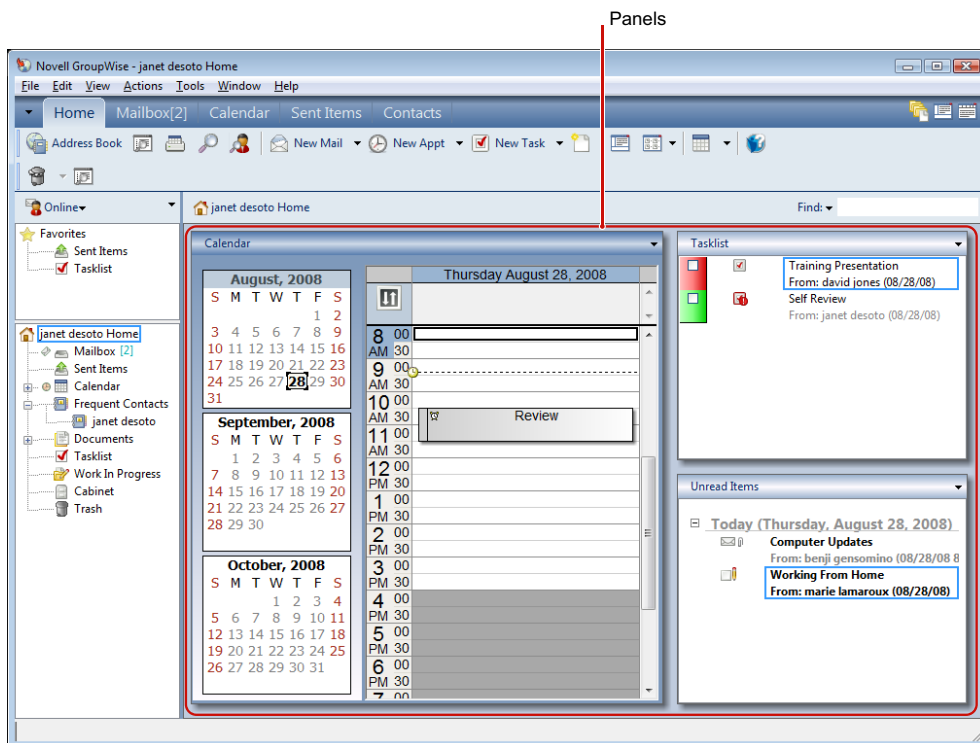 Panels
Novell GroupWise - janet desoto Home
File Edit View Actions Tools Window Help
Home Mailbox[2] Calendar Sent Items Contacts
Address Book New Mail New Appt New Task
Online janet desoto Home Find:
Favorites
Sent Items
Tasklist
janet desoto Home
Mailbox [2]
Sent Items
Calendar
Frequent Contacts
janet desoto
Documents
Tasklist
Work In Progress
Cabinet
Trash
Calendar
August, 2008
S M T W T F S
1 2
3 4 5 6 7 8 9
10 11 12 13 14 15 16
17 18 19 20 21 22 23
24 25 26 27 28 29 30
31
September, 2008
S M T W T F S
1 2 3 4 5 6
7 8 9 10 11 12 13
14 15 16 17 18 19 20
21 22 23 24 25 26 27
28 29 30
October, 2008
S M T W T F S
1 2 3 4
5 6 7 8 9 10 11
12 13 14 15 16 17 18
19 20 21 22 23 24 25
26 27 28 29 30 31
Thursday August 28, 2008
8 00
AM 30
9 00
AM 30
10 00
AM 30
Review
11 00
AM 30
12 00
PM 30
1 00
PM 30
2 00
PM 30
3 00
PM 30
4 00
PM 30
5 00
PM 30
6 00
PM 30
7 00
Tasklist
Training Presentation
From: david jones (08/28/08)
Self Review
From: janet desoto (08/28/08)
Unread Items
Today (Thursday, August 28, 2008)
Computer Updates
From: benji gensomino (08/28/08 8
Working From Home
From: marie lamaroux (08/28/08)